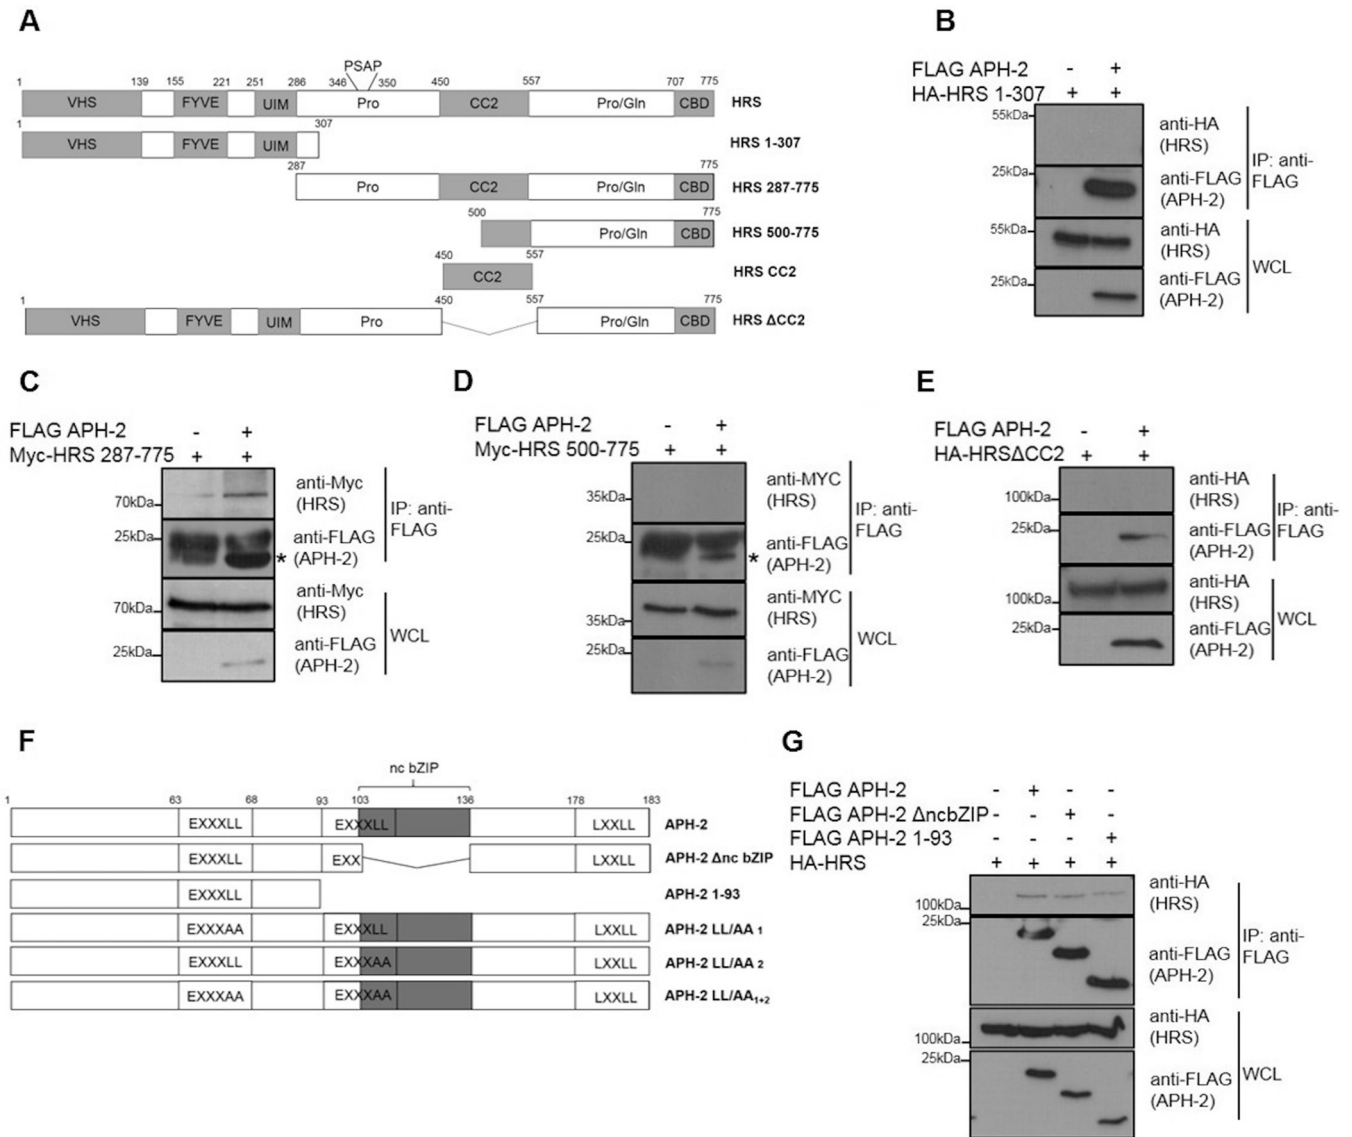 A
PSAP
1 139 155 221 251 286 346 350 450 557 707 775
VHS FYVE UIM Pro CC2 Pro/Gln CBD HRS
1 307
VHS FYVE UIM HRS 1-307
287 775
Pro CC2 Pro/Gln CBD HRS 287-775
500 775
Pro/Gln CBD HRS 500-775
450 557
CC2 HRS CC2
1 450 557 775
VHS FYVE UIM Pro Pro/Gln CBD HRS ΔCC2
B
FLAG APH-2 - +
HA-HRS 1-307 + +
55kDa
anti-HA
(HRS)
25kDa
anti-FLAG
(APH-2)
IP: anti-
FLAG
55kDa
anti-HA
(HRS)
25kDa
anti-FLAG
(APH-2)
WCL
C
FLAG APH-2 - +
Myc-HRS 287-775 + +
70kDa
anti-Myc
(HRS)
25kDa
anti-FLAG
* (APH-2)
IP: anti-
FLAG
70kDa
anti-Myc
(HRS)
25kDa
anti-FLAG
(APH-2)
WCL
D
FLAG APH-2 - +
Myc-HRS 500-775 + +
35kDa
anti-MYC
(HRS)
25kDa
anti-FLAG
* (APH-2)
IP: anti-
FLAG
35kDa
anti-MYC
(HRS)
25kDa
anti-FLAG
(APH-2)
WCL
E
FLAG APH-2 - +
HA-HRSΔCC2 + +
100kDa
anti-HA
(HRS)
25kDa
anti-FLAG
(APH-2)
IP: anti-
FLAG
100kDa
anti-HA
(HRS)
25kDa
anti-FLAG
(APH-2)
WCL
F
nc bZIP
1 63 68 93 103 136 178 183
EXXXLL EXXXLL LXXLL APH-2
EXXXLL EXX LXXLL APH-2 Δnc bZIP
EXXXLL APH-2 1-93
EXXXAA EXXXLL LXXLL APH-2 LL/AA 1
EXXXLL EXXXAA LXXLL APH-2 LL/AA 2
EXXXAA EXXXAA LXXLL APH-2 LL/AA1+2
G
FLAG APH-2 - + - -
FLAG APH-2 ΔncbZIP - - + -
FLAG APH-2 1-93 - - - +
HA-HRS + + + +
100kDa
anti-HA
(HRS)
25kDa
anti-FLAG
(APH-2)
IP: anti-
FLAG
100kDa
anti-HA
(HRS)
25kDa
anti-FLAG
(APH-2)
WCL